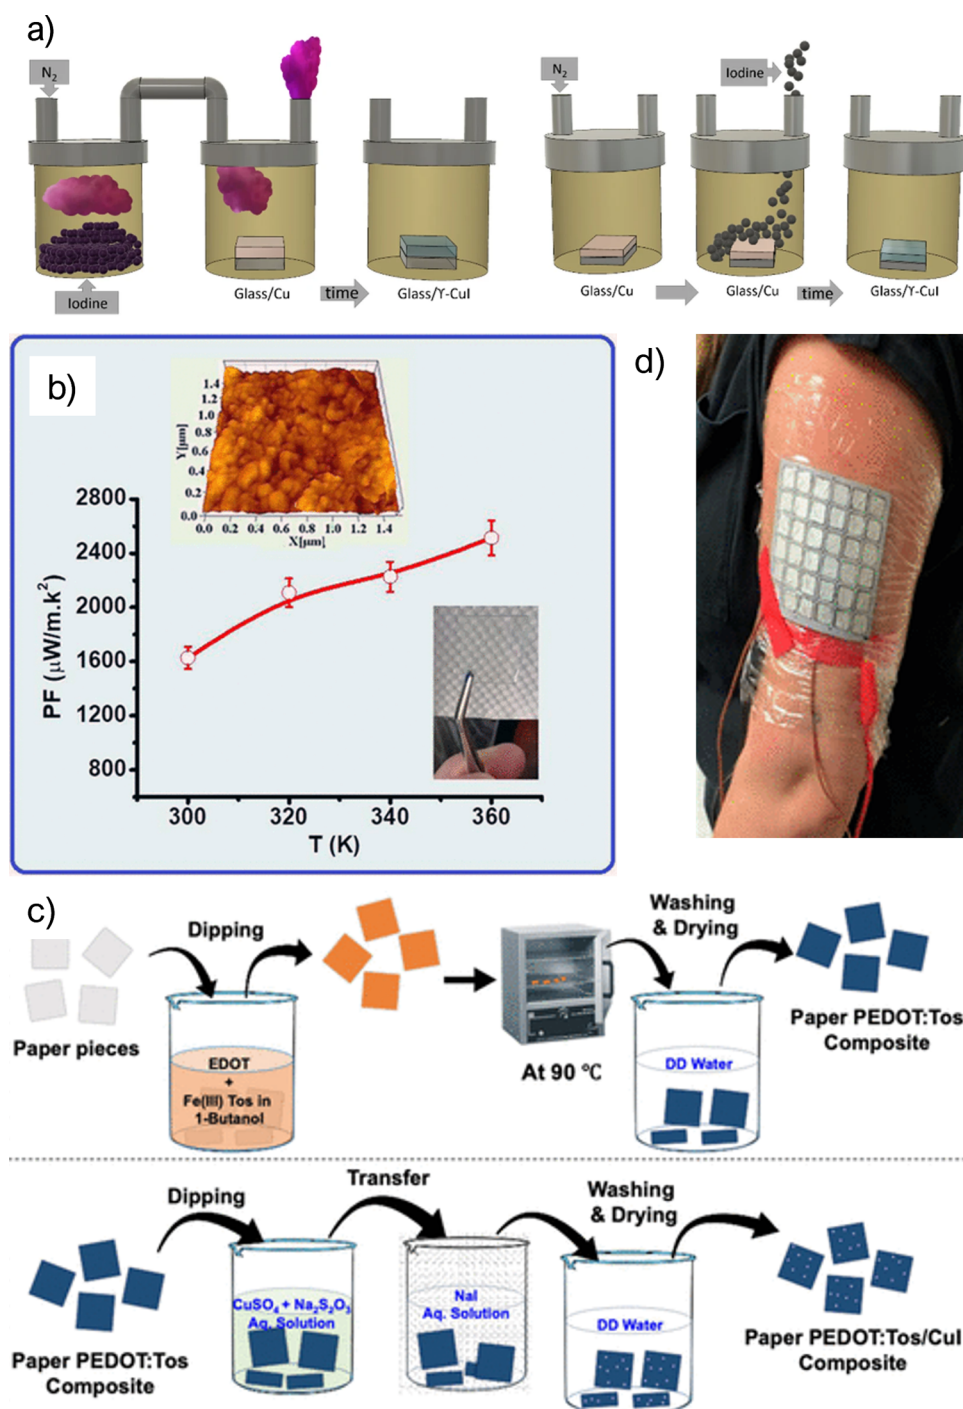 a)
N₂
Iodine
Glass/Cu
time
Glass/ϒ-CuI
N₂
Iodine
Glass/Cu
Glass/Cu
time
Glass/ϒ-CuI
b)
1.4
1.2
1.0
0.8
0.6
0.4
0.2
0.0
Y[µm]
0.0 0.2 0.4 0.6 0.8 1.0 1.2 1.4
X[µm]
2800
2400
2000
1600
1200
800
PF (µW/m.k²)
300 320 340 360
T (K)
d)
c)
Paper pieces
Dipping
EDOT
+
Fe(III) Tos in
1-Butanol
At 90 ℃
Washing
& Drying
DD Water
Paper PEDOT:Tos
Composite
Paper PEDOT:Tos
Composite
Dipping
CuSO₄ + Na₂S₂O₃
Aq. Solution
Transfer
NaI
Aq. Solution
Washing
& Drying
DD Water
Paper PEDOT:Tos/CuI
Composite